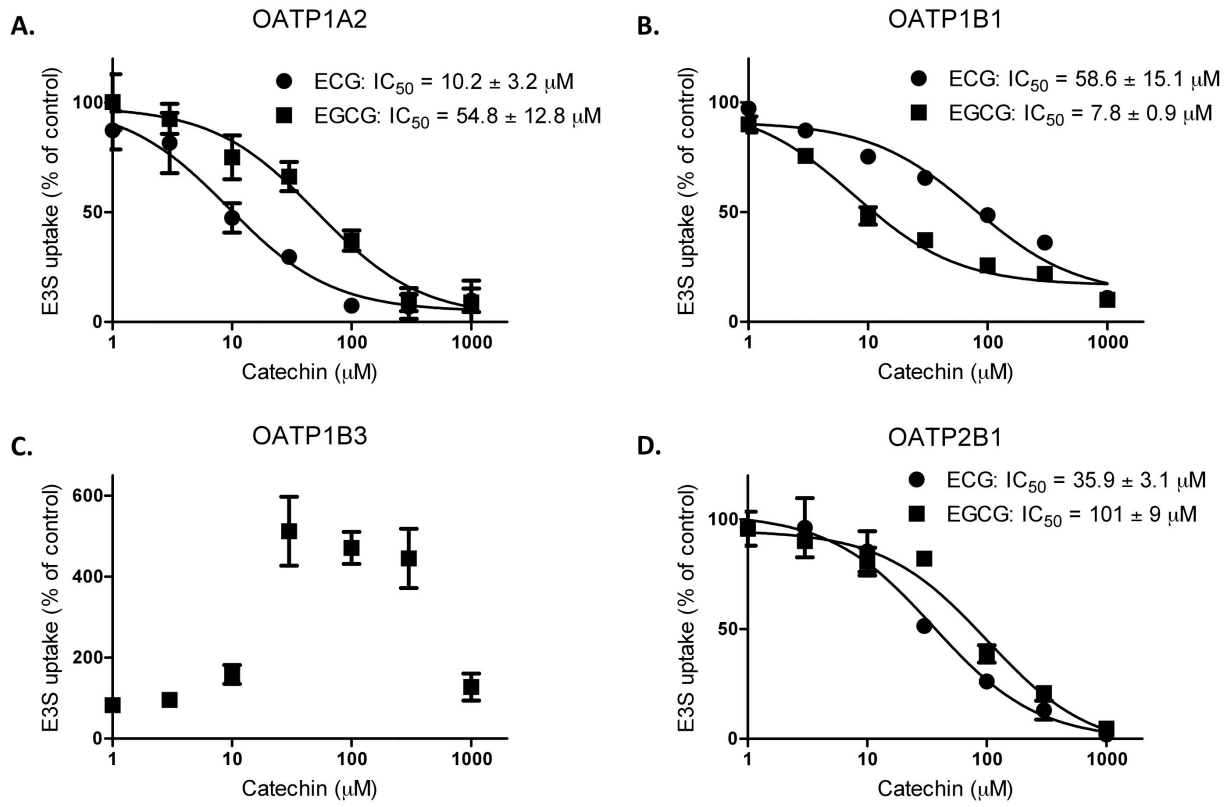 A.
OATP1A2
ECG: IC50 = 10.2 ± 3.2 μM
EGCG: IC50 = 54.8 ± 12.8 μM
E3S uptake (% of control)
100
50
0
1 10 100 1000
Catechin (μM)
B.
OATP1B1
ECG: IC50 = 58.6 ± 15.1 μM
EGCG: IC50 = 7.8 ± 0.9 μM
E3S uptake (% of control)
100
50
0
1 10 100 1000
Catechin (μM)
C.
OATP1B3
E3S uptake (% of control)
600
400
200
0
1 10 100 1000
Catechin (μM)
D.
OATP2B1
ECG: IC50 = 35.9 ± 3.1 μM
EGCG: IC50 = 101 ± 9 μM
E3S uptake (% of control)
100
50
0
1 10 100 1000
Catechin (μM)